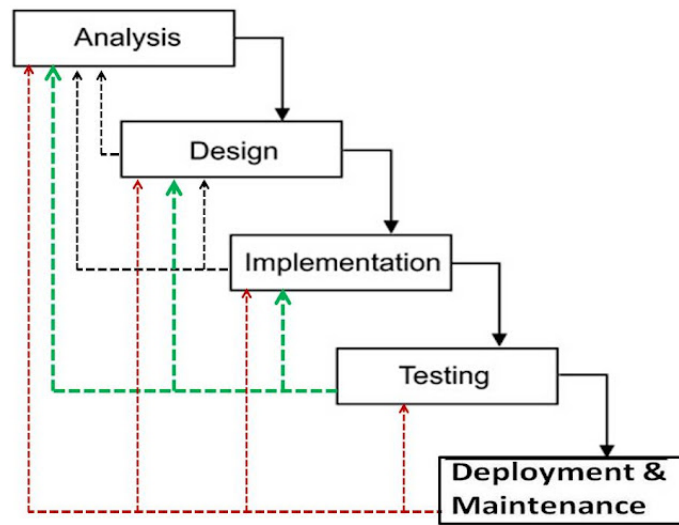 Analysis
Design
Implementation
Testing
Deployment &
Maintenance